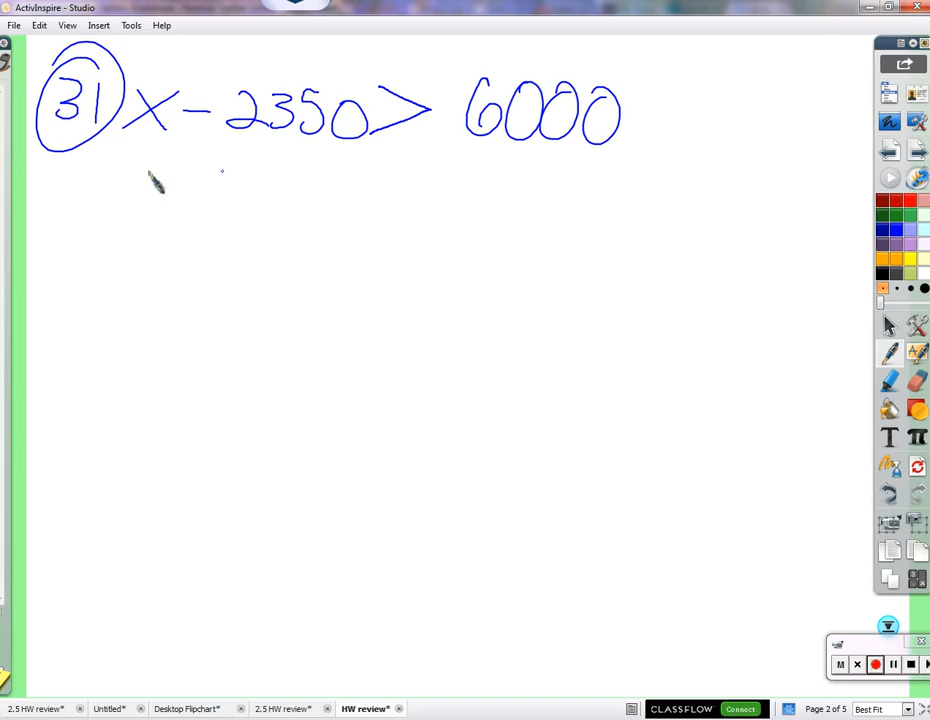 ActivInspire - Studio
File Edit View Insert Tools Help
31x - 2350 > 6000
T π
M
2.5 HW review* Untitled* Desktop Flipchart* 2.5 HW review* HW review* CLASSFLOW Connect Page 2 of 5 Best Fit